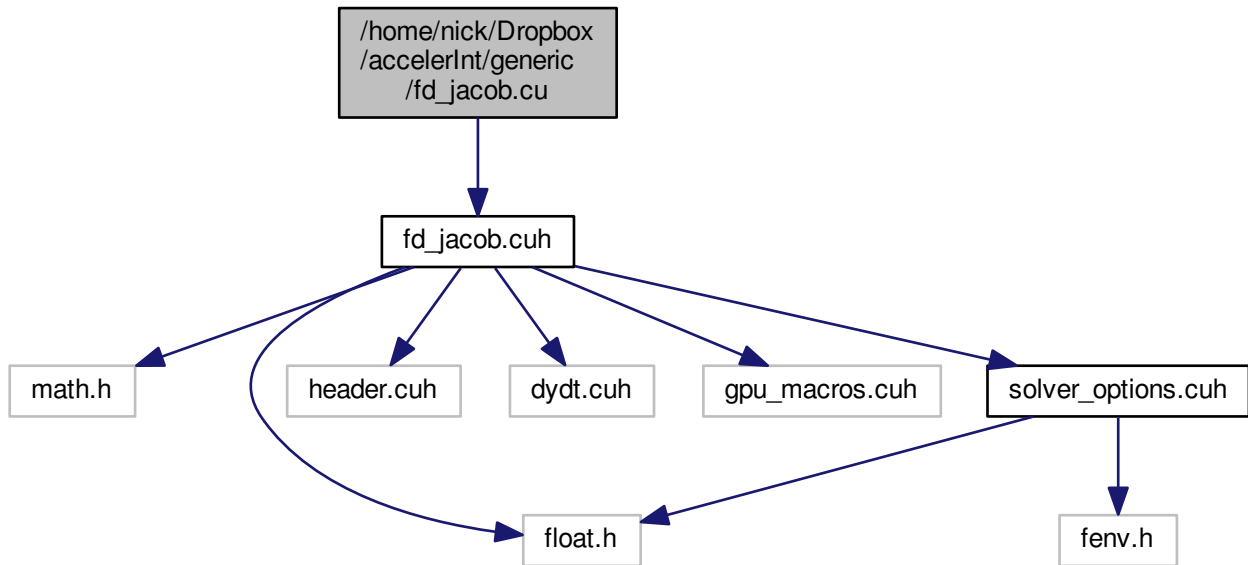 /home/nick/Dropbox
/accelerInt/generic
/fd_jacob.cu
fd_jacob.cuh
math.h
header.cuh
dydt.cuh
gpu_macros.cuh
solver_options.cuh
float.h
fenv.h